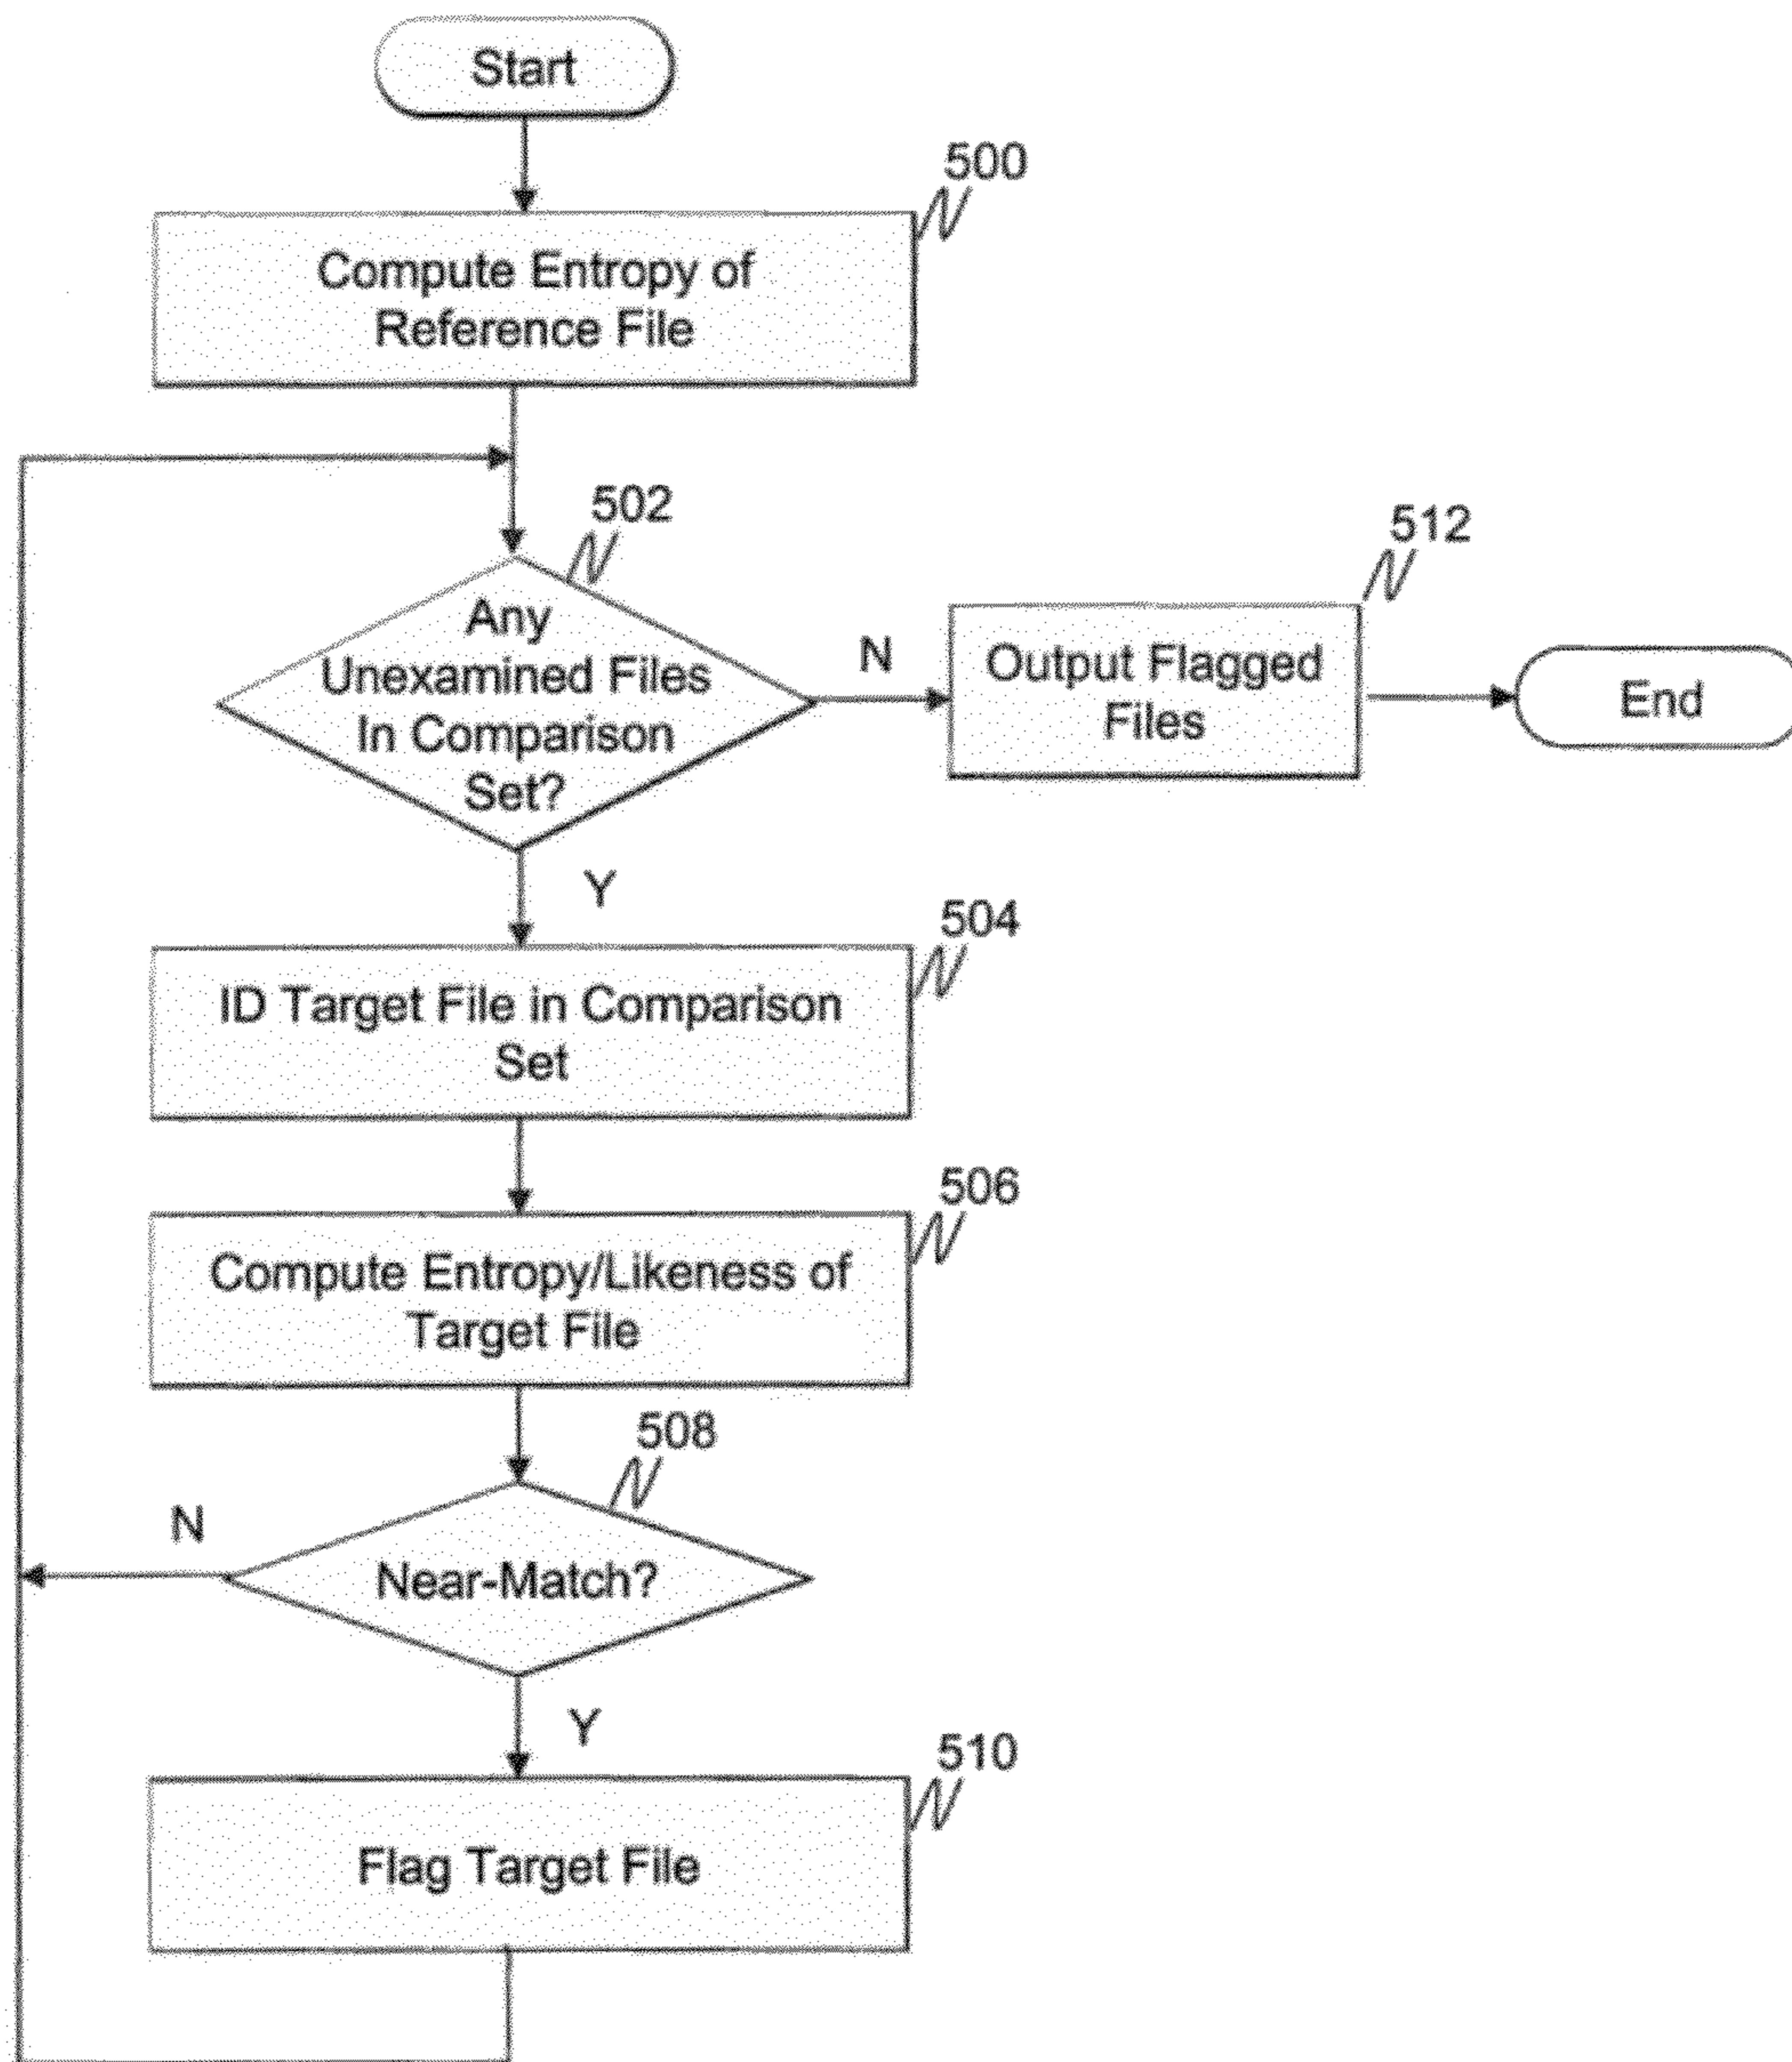 Start
500
Compute Entropy of
Reference File
502
Any
Unexamined Files
In Comparison
Set?
N
512
Output Flagged
Files
End
Y
504
ID Target File in Comparison
Set
506
Compute Entropy/Likeness of
Target File
508
N
Near-Match?
Y
510
Flag Target File